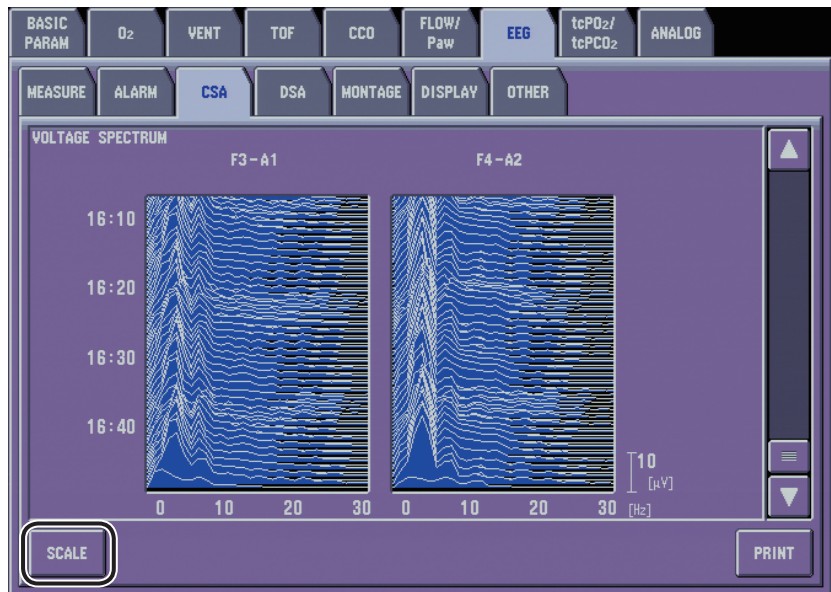 BASIC PARAM O2 VENT TOF CCO FLOW/ Paw EEG tcPO2/ tcPCO2 ANALOG
MEASURE ALARM CSA DSA MONTAGE DISPLAY OTHER
VOLTAGE SPECTRUM
F3-A1 F4-A2
16:10
16:20
16:30
16:40
10
[µV]
0 10 20 30 0 10 20 30 [Hz]
SCALE PRINT